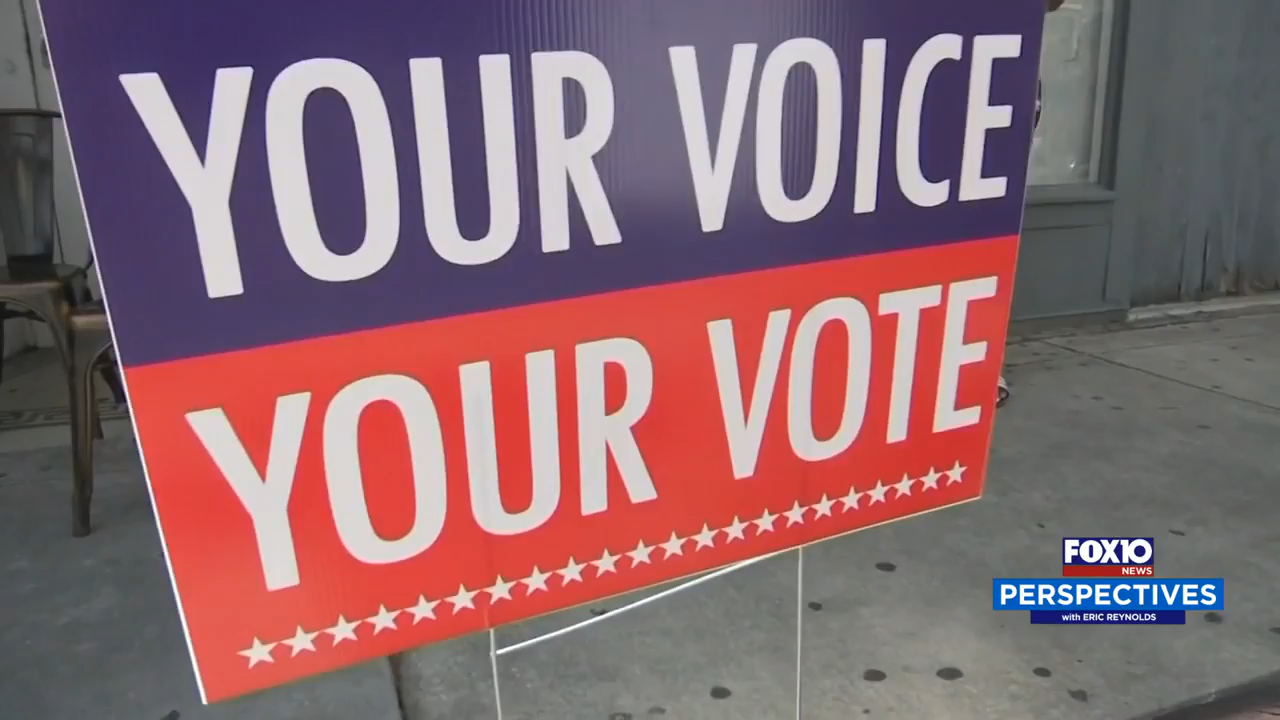 YOUR VOICE
YOUR VOTE
FOX10
NEWS
PERSPECTIVES
with ERIC REYNOLDS